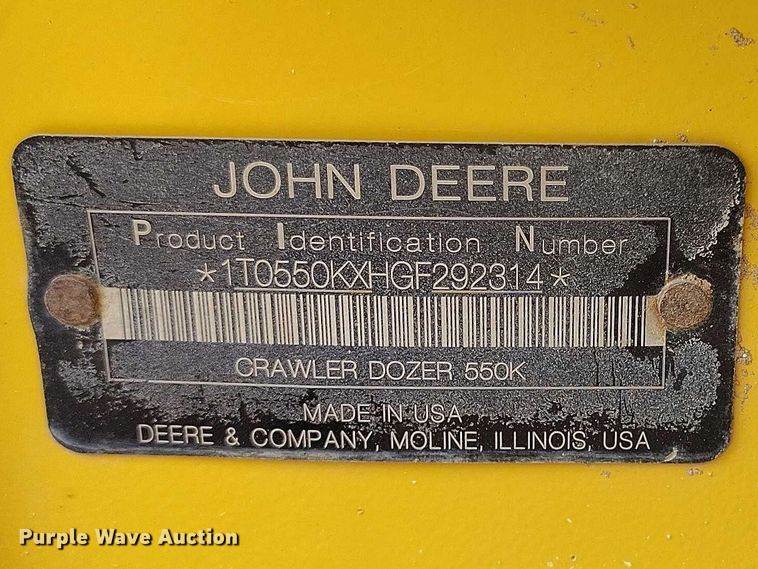 JOHN DEERE
Product Identification Number
*1T0550KXHGF292314*
CRAWLER DOZER 550K
MADE IN USA
DEERE & COMPANY, MOLINE, ILLINOIS, USA
Purple Wave Auction